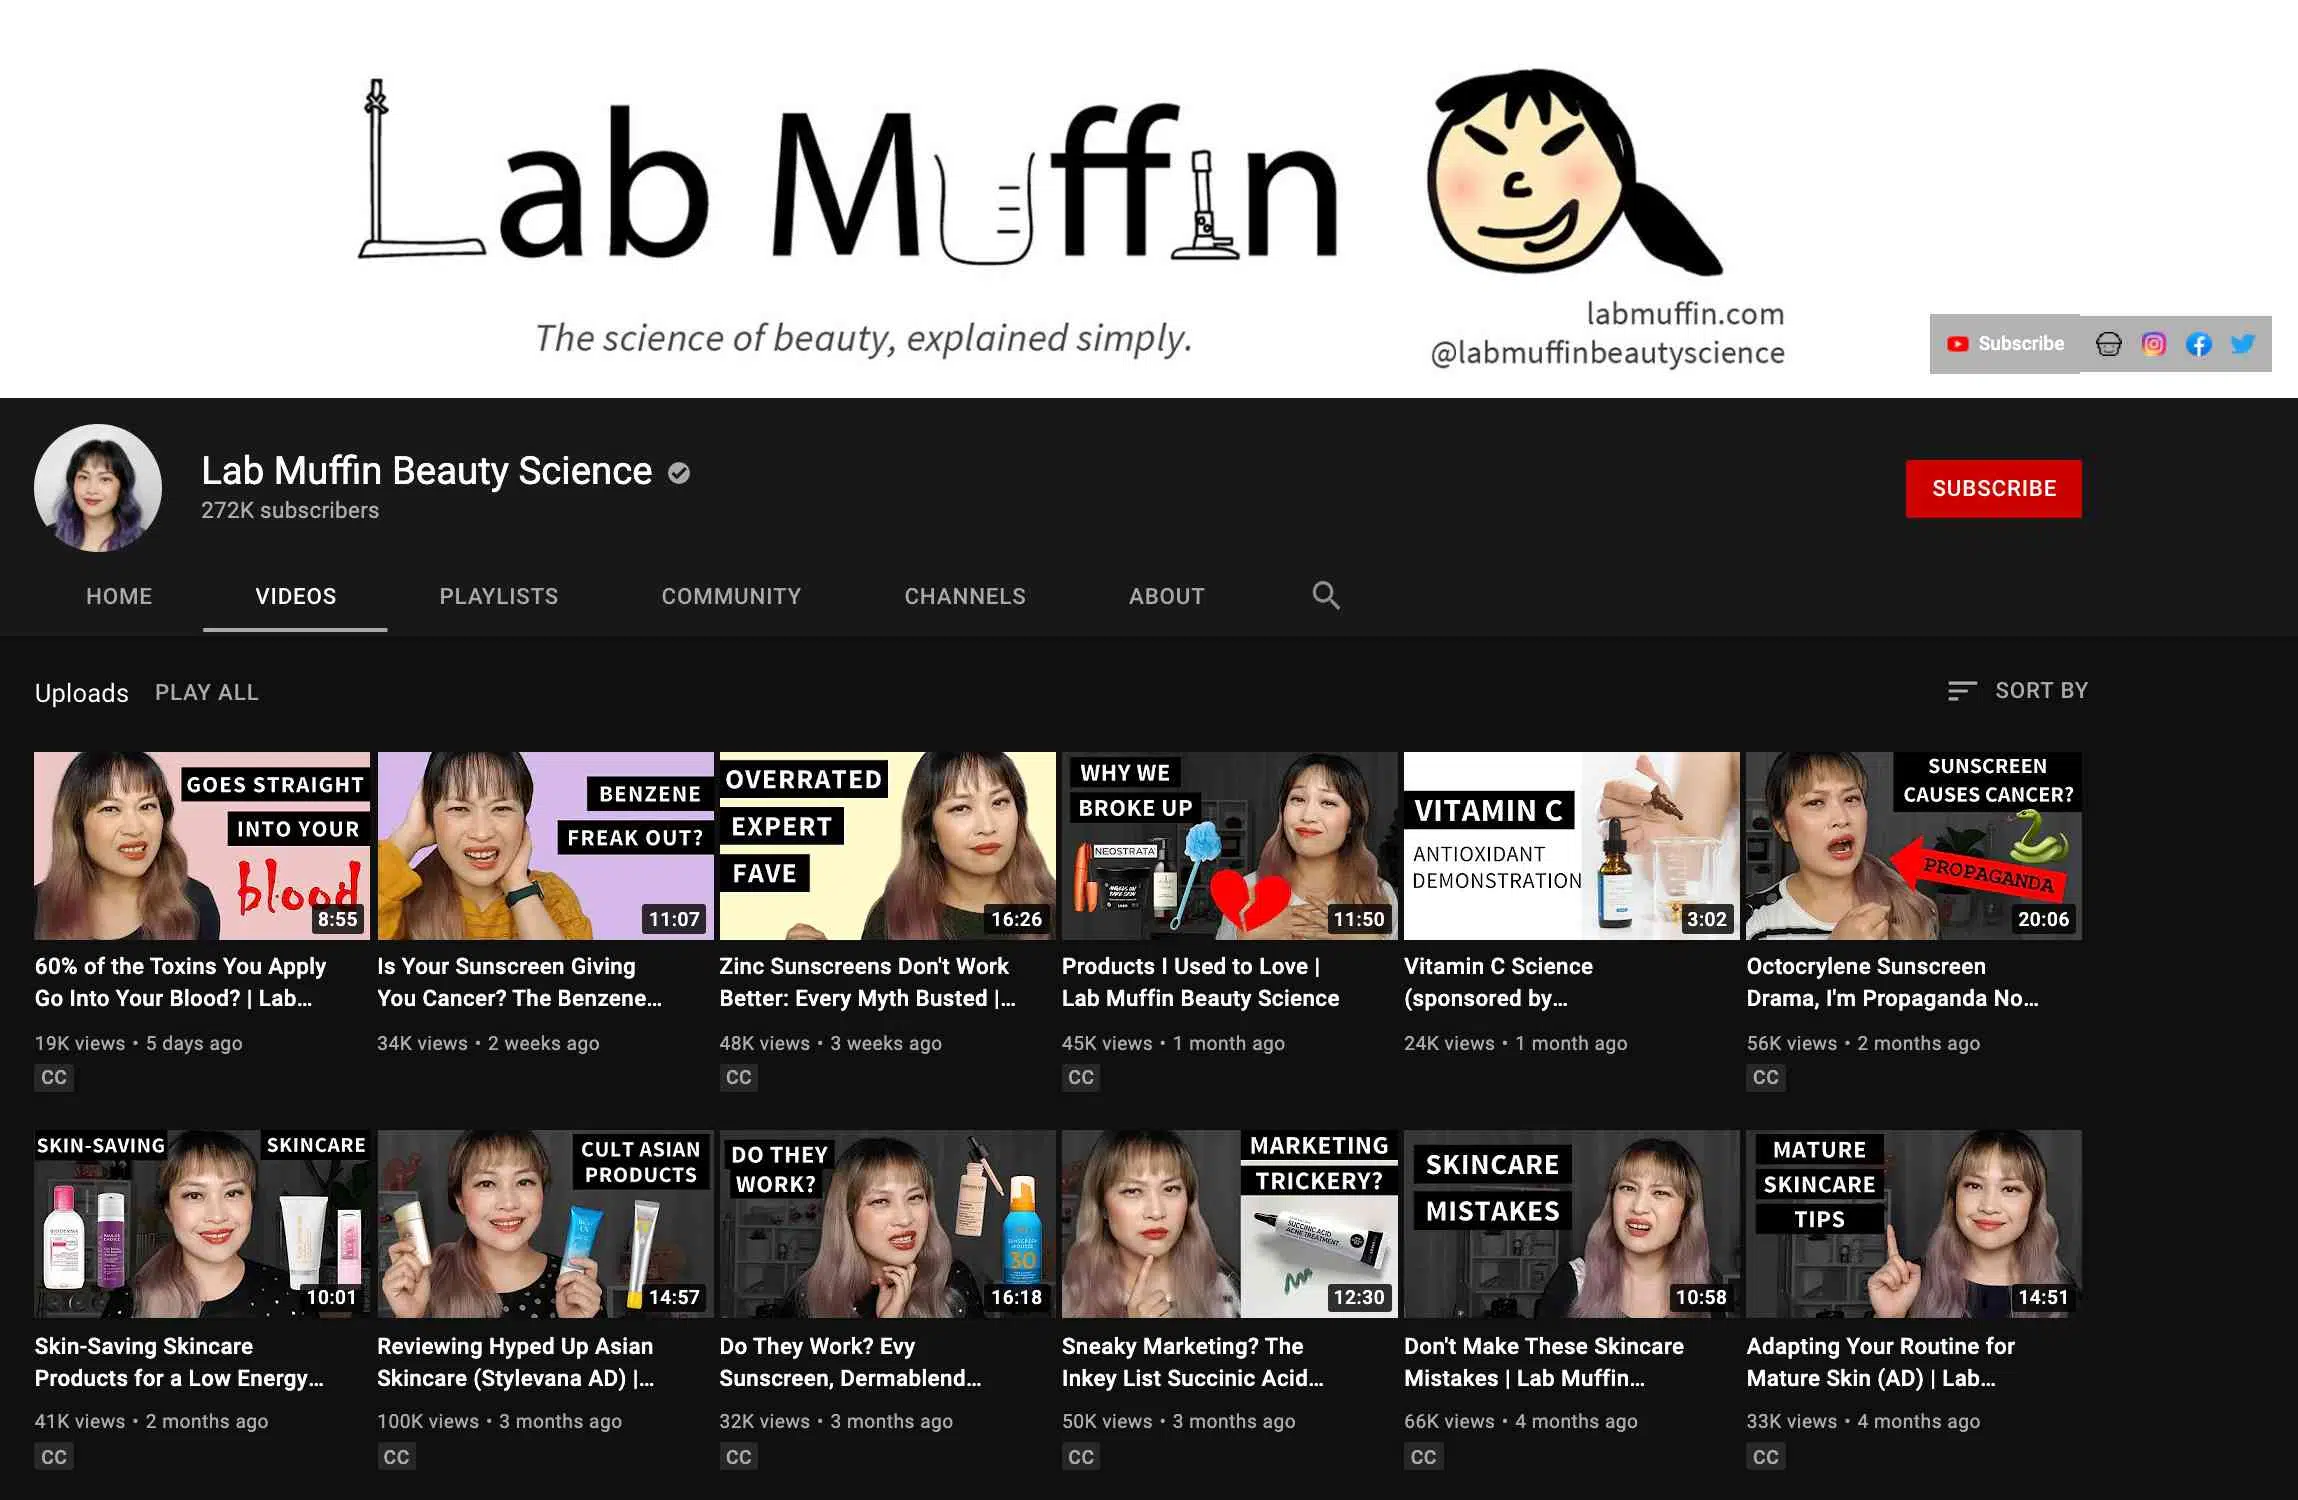 Lab Muffin
The science of beauty, explained simply.
labmuffin.com
@labmuffinbeautyscience
Subscribe
Lab Muffin Beauty Science
272K subscribers
SUBSCRIBE
HOME VIDEOS PLAYLISTS COMMUNITY CHANNELS ABOUT
Uploads PLAY ALL
SORT BY
GOES STRAIGHT
INTO YOUR
blood
8:55
60% of the Toxins You Apply
Go Into Your Blood? | Lab...
19K views • 5 days ago
CC
BENZENE
FREAK OUT?
11:07
Is Your Sunscreen Giving
You Cancer? The Benzene...
34K views • 2 weeks ago
OVERRATED
EXPERT
FAVE
16:26
Zinc Sunscreens Don't Work
Better: Every Myth Busted |...
48K views • 3 weeks ago
CC
WHY WE
BROKE UP
NEOSTRATA
11:50
Products I Used to Love |
Lab Muffin Beauty Science
45K views • 1 month ago
CC
VITAMIN C
ANTIOXIDANT
DEMONSTRATION
3:02
Vitamin C Science
(sponsored by...
24K views • 1 month ago
SUNSCREEN
CAUSES CANCER?
PROPAGANDA
20:06
Octocrylene Sunscreen
Drama, I'm Propaganda No...
56K views • 2 months ago
CC
SKIN-SAVING SKINCARE
10:01
Skin-Saving Skincare
Products for a Low Energy...
41K views • 2 months ago
CC
CULT ASIAN
PRODUCTS
14:57
Reviewing Hyped Up Asian
Skincare (Stylevana AD) |...
100K views • 3 months ago
CC
DO THEY
WORK?
SUNSCREEN
MOUSSE
30
16:18
Do They Work? Evy
Sunscreen, Dermablend...
32K views • 3 months ago
CC
MARKETING
TRICKERY?
SUCCINIC ACID
ACNE TREATMENT
12:30
Sneaky Marketing? The
Inkey List Succinic Acid...
50K views • 3 months ago
CC
SKINCARE
MISTAKES
10:58
Don't Make These Skincare
Mistakes | Lab Muffin...
66K views • 4 months ago
CC
MATURE
SKINCARE
TIPS
14:51
Adapting Your Routine for
Mature Skin (AD) | Lab...
33K views • 4 months ago
CC